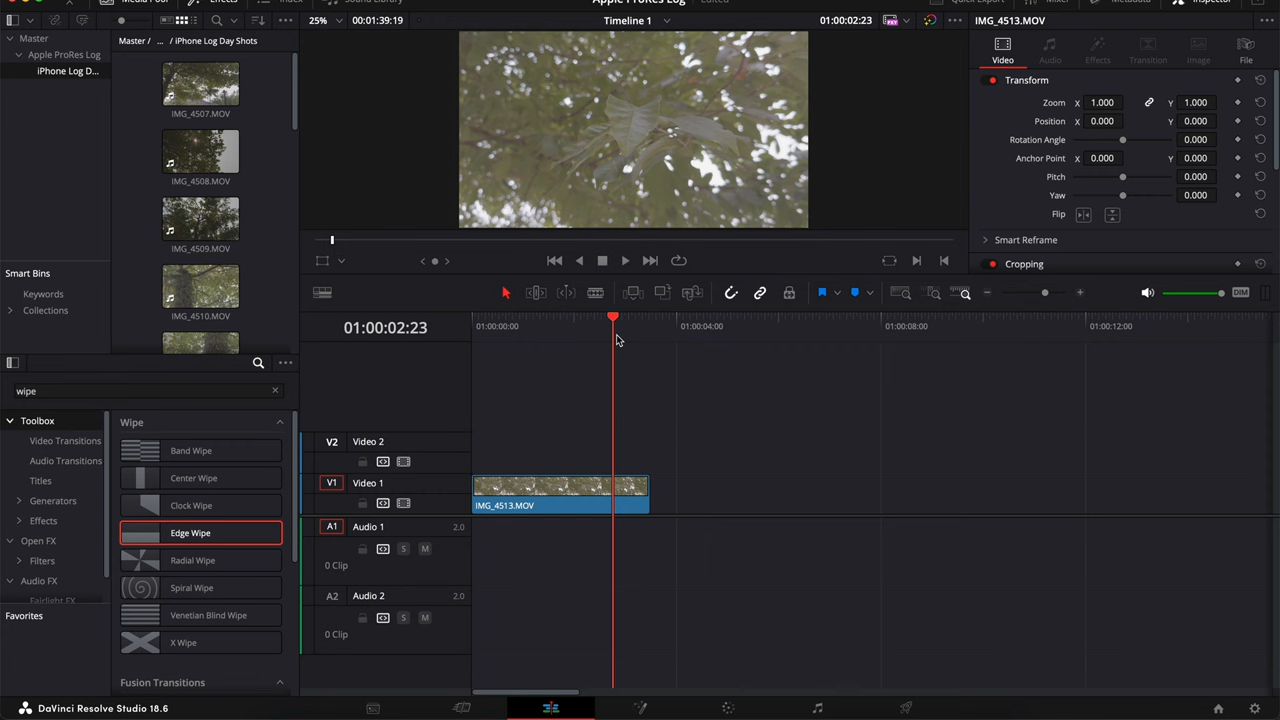 Media Pool Effects Index Sound Library Apple ProRes Log Edited Quick Export Mixer Metadata Inspector
25% 00:01:39:19 Timeline 1 01:00:02:23 IMG_4513.MOV
Master
Apple ProRes Log
iPhone Log D...
Master / ... / iPhone Log Day Shots
IMG_4507.MOV
IMG_4508.MOV
IMG_4509.MOV
IMG_4510.MOV
Smart Bins
Keywords
Collections
Video Audio Effects Transition Image File
Transform
Zoom X 1.000 Y 1.000
Position X 0.000 Y 0.000
Rotation Angle 0.000
Anchor Point X 0.000 Y 0.000
Pitch 0.000
Yaw 0.000
Flip
Smart Reframe
Cropping
DIM
wipe
Toolbox
Video Transitions
Audio Transitions
Titles
Generators
Effects
Open FX
Filters
Audio FX
Fairlight FX
Favorites
Wipe
Band Wipe
Center Wipe
Clock Wipe
Edge Wipe
Radial Wipe
Spiral Wipe
Venetian Blind Wipe
X Wipe
Fusion Transitions
01:00:02:23
01:00:00:00 01:00:04:00 01:00:08:00 01:00:12:00
V2 Video 2
V1 Video 1
IMG_4513.MOV
A1 Audio 1 2.0
S M
0 Clip
A2 Audio 2 2.0
S M
0 Clip
DaVinci Resolve Studio 18.6